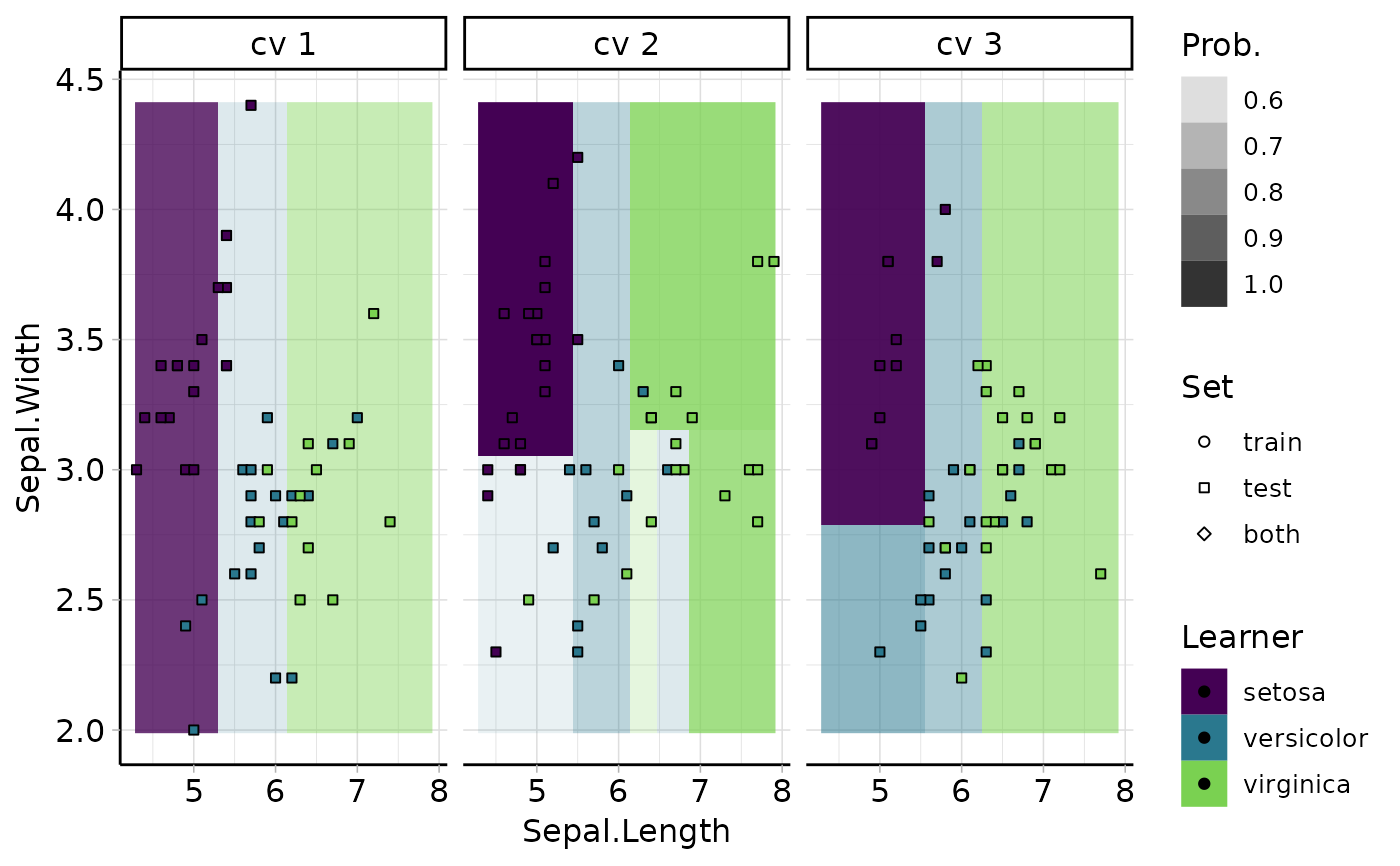 cv 1
cv 2
cv 3
4.5
4.0
3.5
3.0
2.5
2.0
Sepal.Width
5 6 7 8
5 6 7 8
5 6 7 8
Sepal.Length
Prob.
0.6
0.7
0.8
0.9
1.0
Set
train
test
both
Learner
setosa
versicolor
virginica